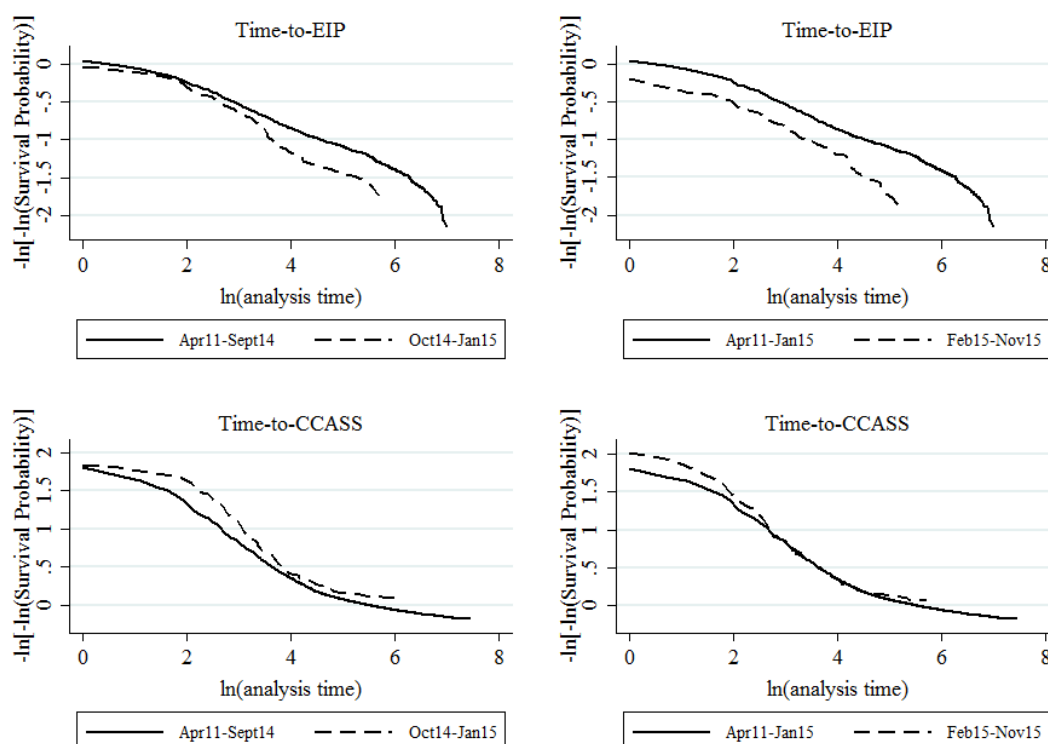 Time-to-EIP
-ln[-ln(Survival Probability)]
0
-.5
-1
-1.5
-2
0 2 4 6 8
ln(analysis time)
Apr11-Sept14 Oct14-Jan15
Time-to-EIP
-ln[-ln(Survival Probability)]
0
-.5
-1
-1.5
-2
0 2 4 6 8
ln(analysis time)
Apr11-Jan15 Feb15-Nov15
Time-to-CCASS
-ln[-ln(Survival Probability)]
2
1.5
1
.5
0
0 2 4 6 8
ln(analysis time)
Apr11-Sept14 Oct14-Jan15
Time-to-CCASS
-ln[-ln(Survival Probability)]
2
1.5
1
.5
0
0 2 4 6 8
ln(analysis time)
Apr11-Jan15 Feb15-Nov15